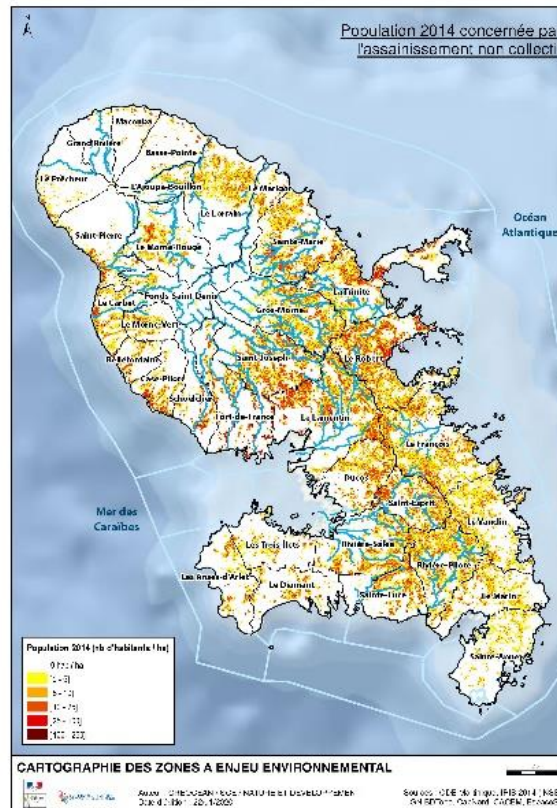 Population 2014 concernée pa
l'assainissement non collecti
Macouba
Grand'Rivière
Basse-Pointe
Le Prêcheur
L'Ajoupa-Bouillon
Le Marigot
Le Lorrain
Océan
Atlantique
Saint-Pierre
Sainte-Marie
Le Morne-Rouge
La Trinité
Le Carbet
Fonds Saint Denis
Gros-Morne
Le Morne-Vert
Saint-Joseph
Le Robert
Bellefontaine
Case-Pilote
Schoelcher
Fort-de-France
Le Lamentin
Le François
Ducos
Saint-Esprit
Mer des
Caraïbes
Le Vauclin
Les Trois-Îlets
Rivière-Salée
Rivière-Pilote
Les Anses-d'Arlet
Le Diamant
Sainte-Luce
Le Marin
Sainte-Anne
Population 2014 (nb d'habitants / ha)
0 hab / ha
CARTOGRAPHIE DES ZONES A ENJEU ENVIRONNEMENTAL